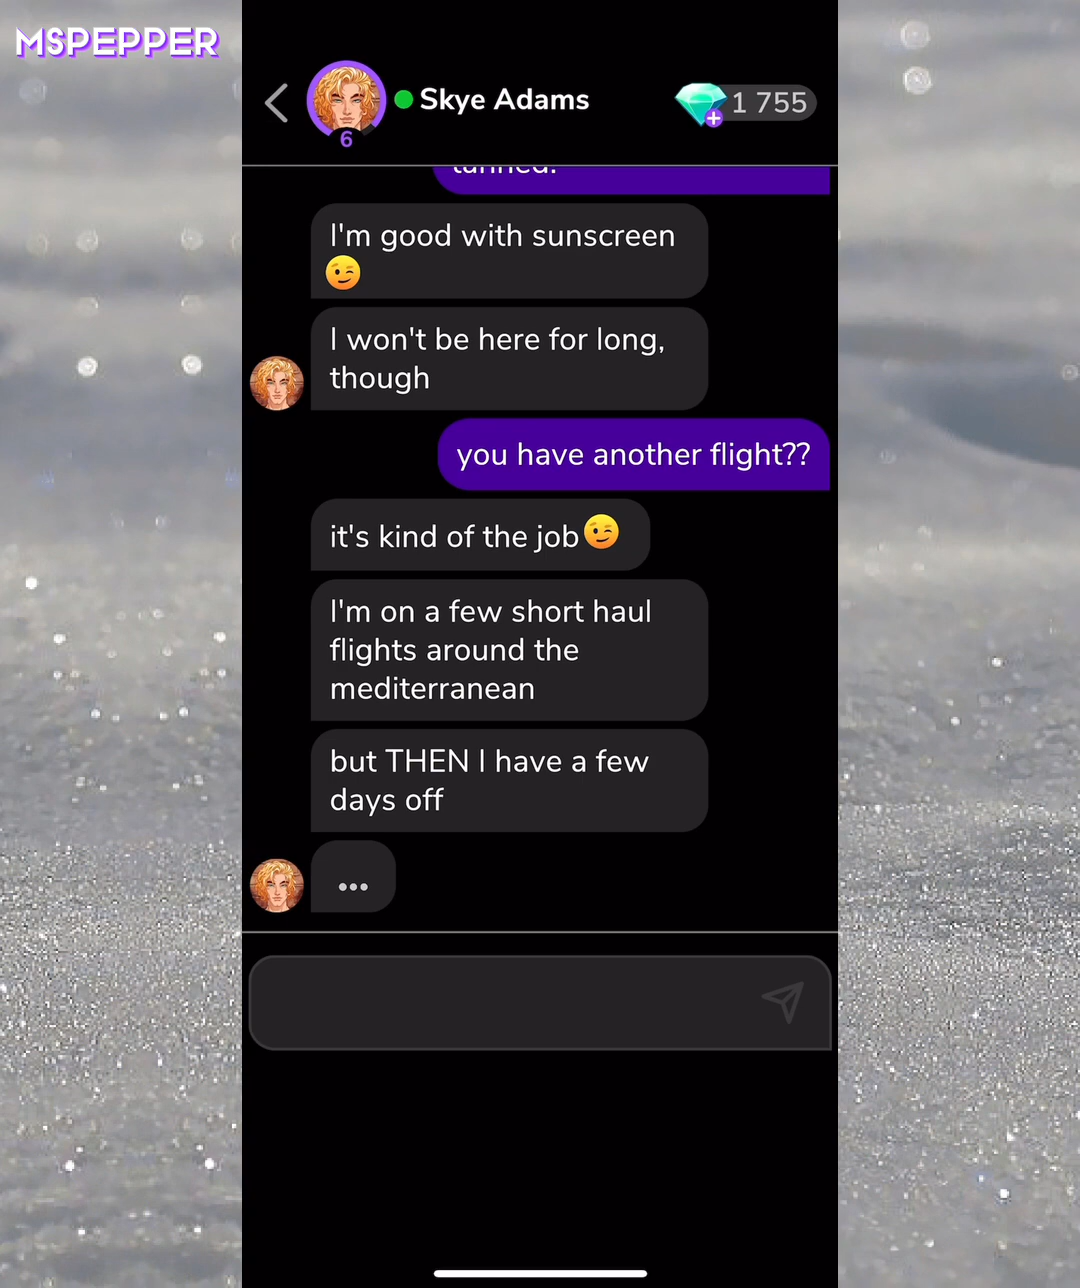 MSPEPPER
Skye Adams
1 755
6
tanned.
I'm good with sunscreen
😉
I won't be here for long,
though
you have another flight??
it's kind of the job😉
I'm on a few short haul
flights around the
mediterranean
but THEN I have a few
days off
...